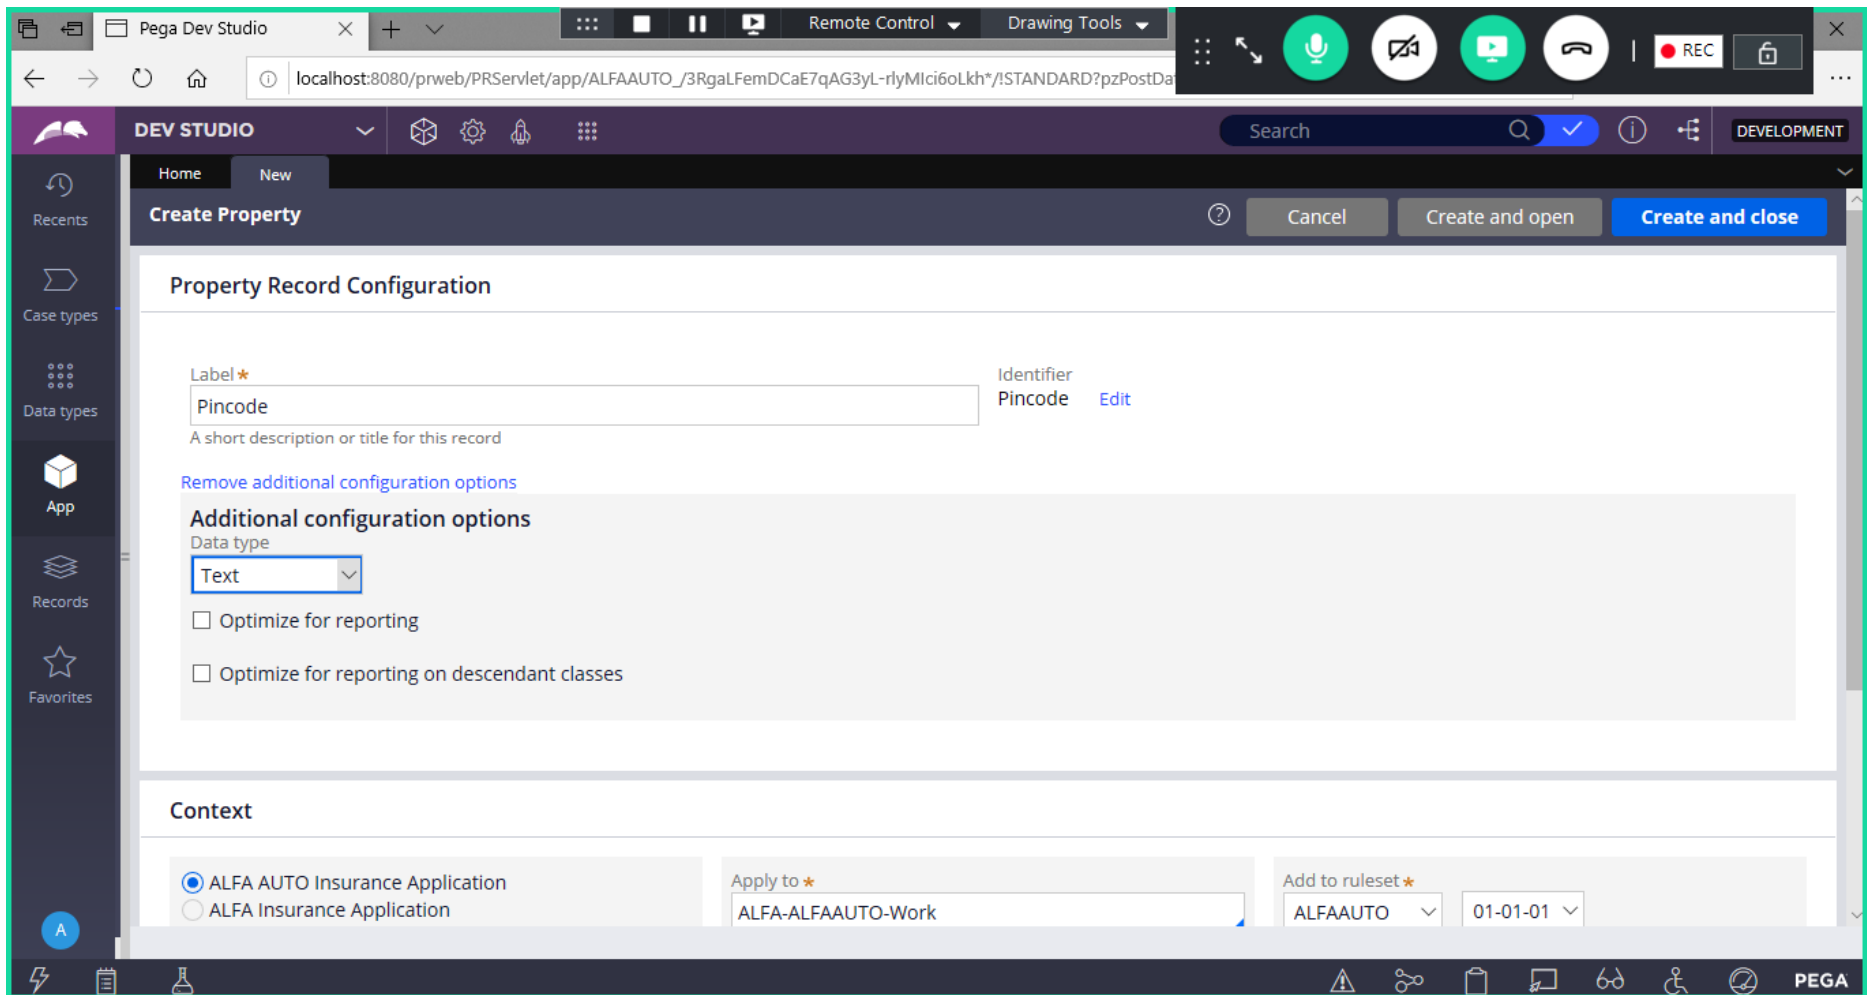 Pega Dev Studio
Remote Control
Drawing Tools
REC
localhost:8080/prweb/PRServlet/app/ALFAAUTO_/3RgaLFemDCaE7qAG3yL-rlyMIci6oLkh*/!STANDARD?pzPostDa
DEV STUDIO
Search
DEVELOPMENT
Home
New
Recents
Create Property
Cancel
Create and open
Create and close
Property Record Configuration
Case types
Label *
Identifier
Pincode
Pincode
Edit
A short description or title for this record
Data types
Remove additional configuration options
App
Additional configuration options
Data type
Text
Records
Optimize for reporting
Optimize for reporting on descendant classes
Favorites
Context
ALFA AUTO Insurance Application
ALFA Insurance Application
Apply to *
ALFA-ALFAAUTO-Work
Add to ruleset *
ALFAAUTO
01-01-01
A
PEGA